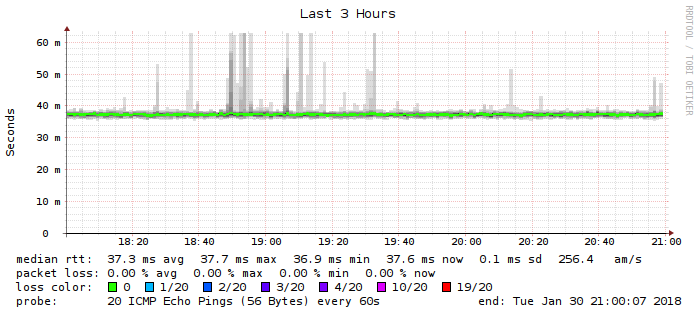 Last 3 Hours
RRDTOOL / TOBI OETIKER
Seconds
60 m
50 m
40 m
30 m
20 m
10 m
0
18:20 18:40 19:00 19:20 19:40 20:00 20:20 20:40 21:00
median rtt: 37.3 ms avg 37.7 ms max 36.9 ms min 37.6 ms now 0.1 ms sd 256.4 am/s
packet loss: 0.00 % avg 0.00 % max 0.00 % min 0.00 % now
loss color: 0 1/20 2/20 3/20 4/20 10/20 19/20
probe: 20 ICMP Echo Pings (56 Bytes) every 60s end: Tue Jan 30 21:00:07 2018